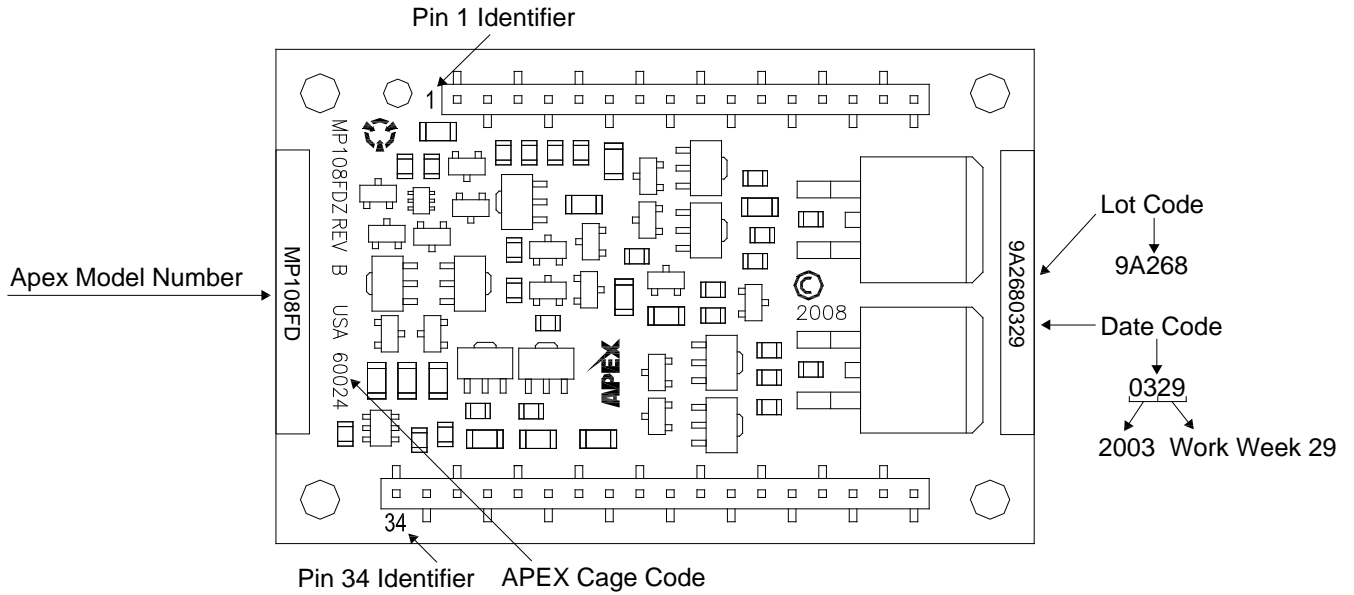 Pin 1 Identifier
1
MP108FDZ REV B USA 60024
MP108FD
Apex Model Number
© 2008
APEX
9A2680329
Lot Code
9A268
Date Code
0329
2003 Work Week 29
34
Pin 34 Identifier
APEX Cage Code